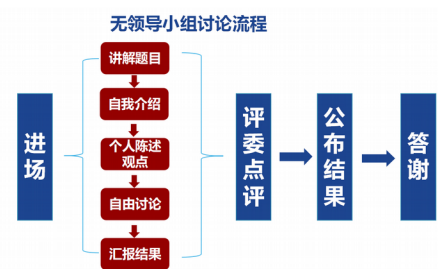 无领导小组讨论流程
进场
讲解题目
自我介绍
个人陈述
观点
自由讨论
汇报结果
评委点评
公布结果
答谢